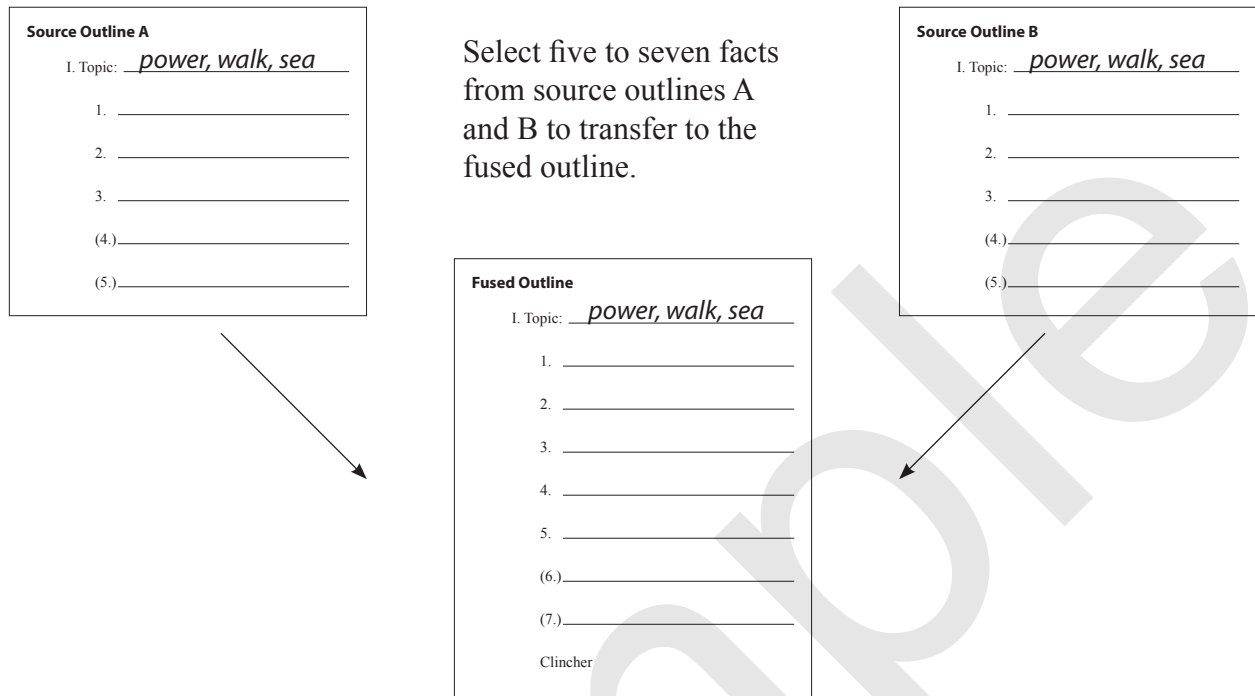 Source Outline A
I. Topic: power, walk, sea
1.
2.
3.
(4.)
(5.)
Select five to seven facts
from source outlines A
and B to transfer to the
fused outline.
Source Outline B
I. Topic: power, walk, sea
1.
2.
3.
(4.)
(5.)
Fused Outline
I. Topic: power, walk, sea
1.
2.
3.
4.
5.
(6.)
(7.)
Clincher